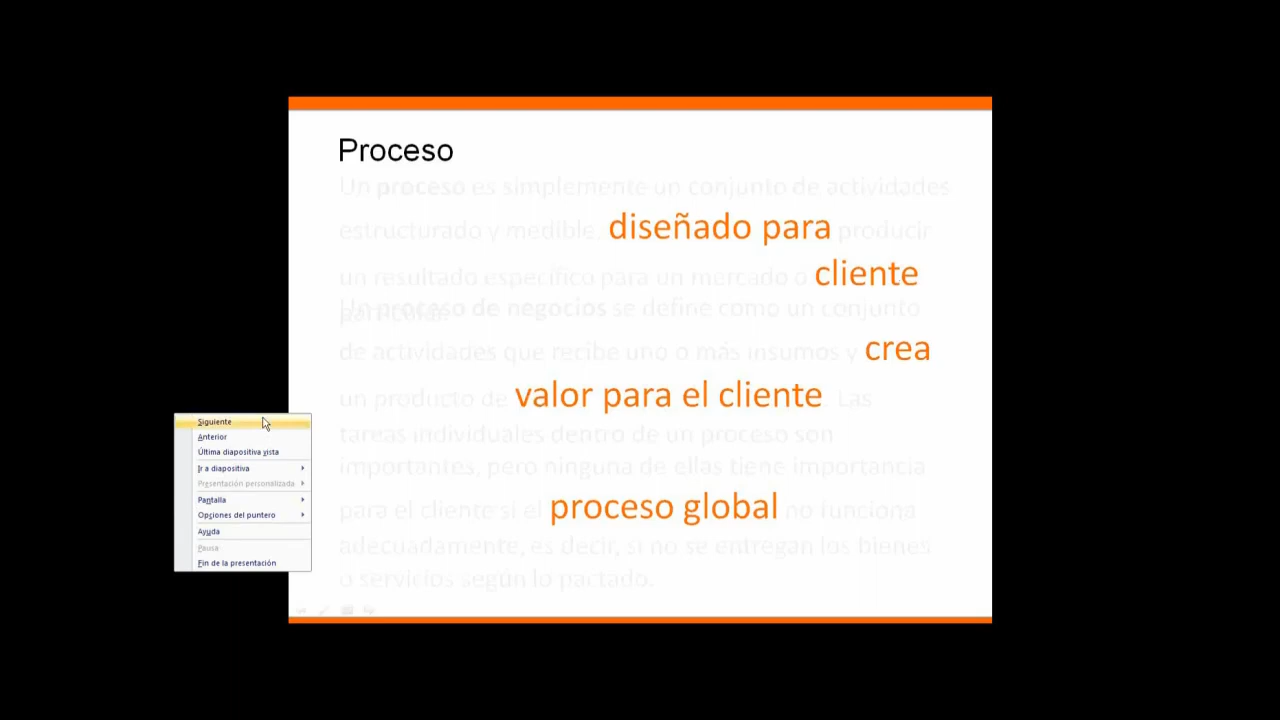 Proceso
Un proceso es simplemente un conjunto de actividades
estructurado y medible, diseñado para producir
un resultado específico para un mercado o cliente
particular.
Un proceso de negocios se define como un conjunto
de actividades que recibe uno o más insumos y crea
un producto de valor para el cliente. Las
tareas individuales dentro de un proceso son
importantes, pero ninguna de ellas tiene importancia
para el cliente si el proceso global no funciona
adecuadamente, es decir, si no se entregan los bienes
o servicios según lo pactado.
Siguiente
Anterior
Última diapositiva vista
Ir a diapositiva
Presentación personalizada
Pantalla
Opciones del puntero
Ayuda
Pausa
Fin de la presentación